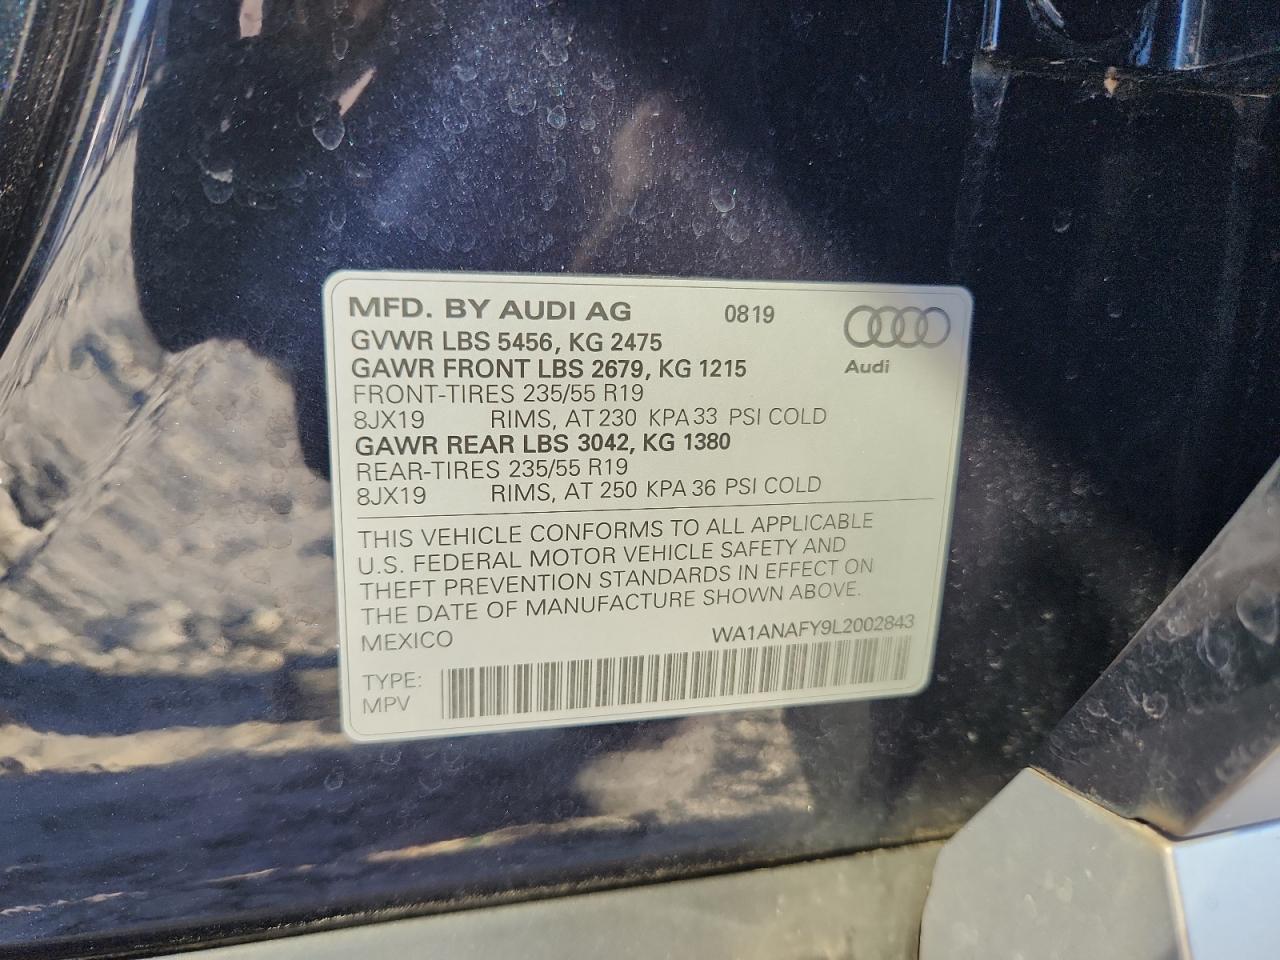 MFD. BY AUDI AG 0819
GVWR LBS 5456, KG 2475
GAWR FRONT LBS 2679, KG 1215
Audi
FRONT-TIRES 235/55 R19
8JX19 RIMS, AT 230 KPA 33 PSI COLD
GAWR REAR LBS 3042, KG 1380
REAR-TIRES 235/55 R19
8JX19 RIMS, AT 250 KPA 36 PSI COLD
THIS VEHICLE CONFORMS TO ALL APPLICABLE
U.S. FEDERAL MOTOR VEHICLE SAFETY AND
THEFT PREVENTION STANDARDS IN EFFECT ON
THE DATE OF MANUFACTURE SHOWN ABOVE.
MEXICO WA1ANAFY9L2002843
TYPE:
MPV